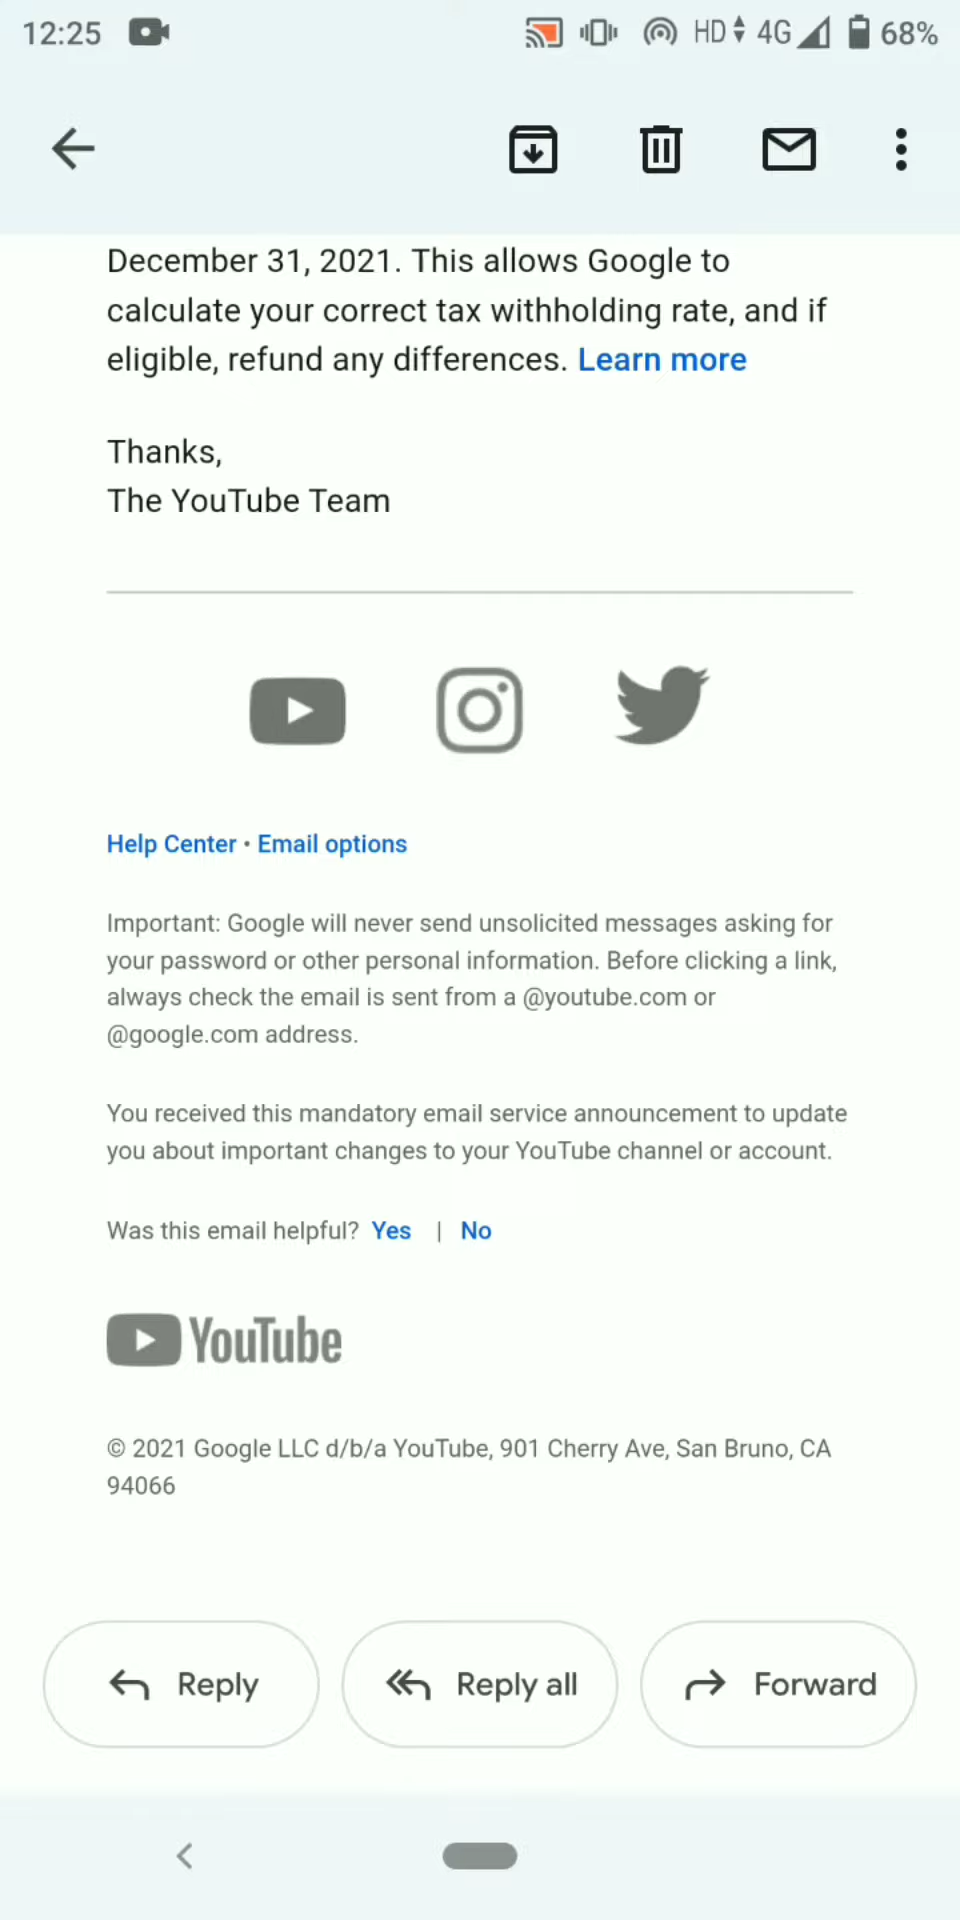 12:25 HD 4G 68%
December 31, 2021. This allows Google to
calculate your correct tax withholding rate, and if
eligible, refund any differences. Learn more
Thanks,
The YouTube Team
Help Center • Email options
Important: Google will never send unsolicited messages asking for
your password or other personal information. Before clicking a link,
always check the email is sent from a @youtube.com or
@google.com address.
You received this mandatory email service announcement to update
you about important changes to your YouTube channel or account.
Was this email helpful? Yes | No
YouTube
© 2021 Google LLC d/b/a YouTube, 901 Cherry Ave, San Bruno, CA
94066
Reply Reply all Forward